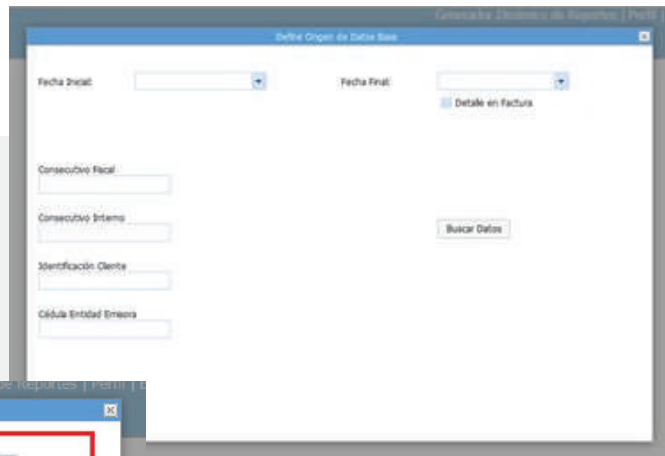 Generador Dinámico de Reportes | Perfil
Define Origen de Datos Base
Fecha Inicial:
Fecha Final:
Detalle en Factura
Consecutivo Fiscal
Consecutivo Interno
Buscar Datos
Identificación Cliente
Cédula Entidad Emisora
de Reportes | Perfil |